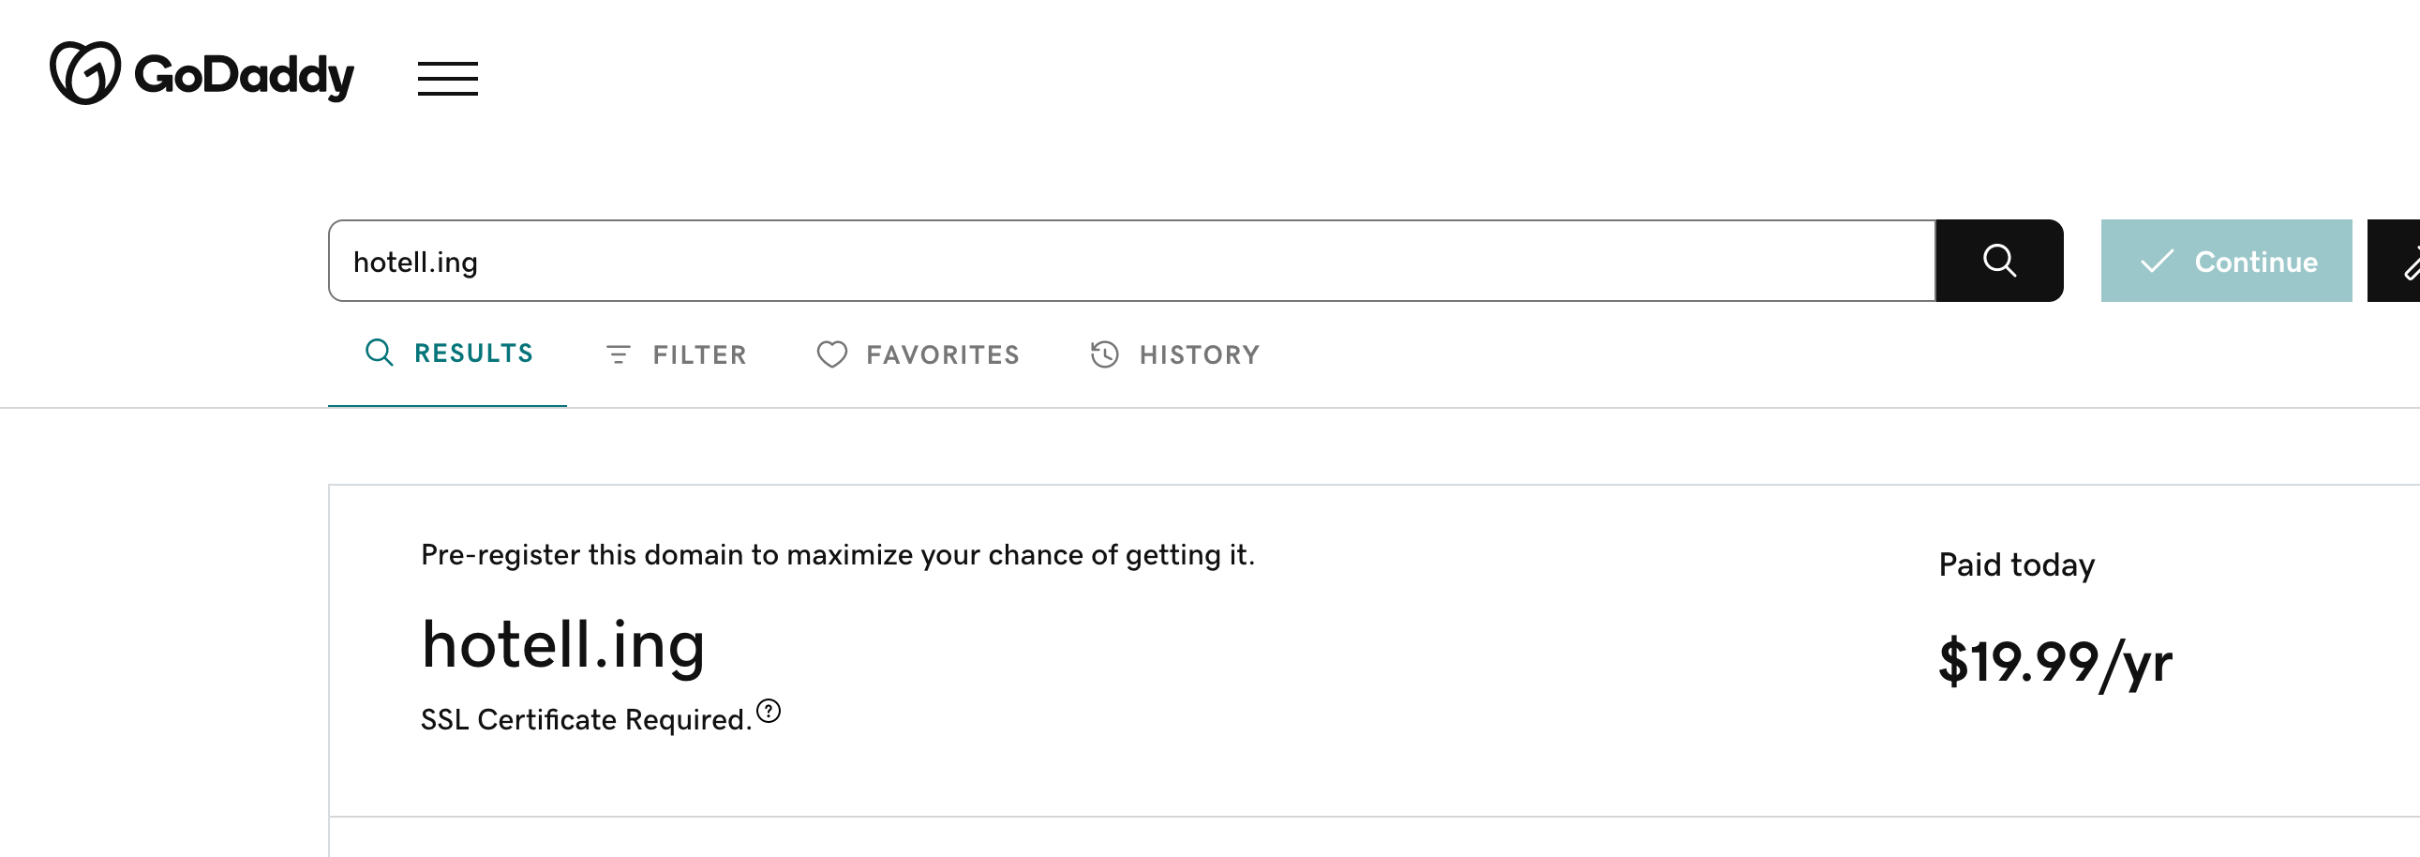 GoDaddy
hotell.ing
Continue
RESULTS
FILTER
FAVORITES
HISTORY
Pre-register this domain to maximize your chance of getting it.
Paid today
hotell.ing
$19.99/yr
SSL Certificate Required.?